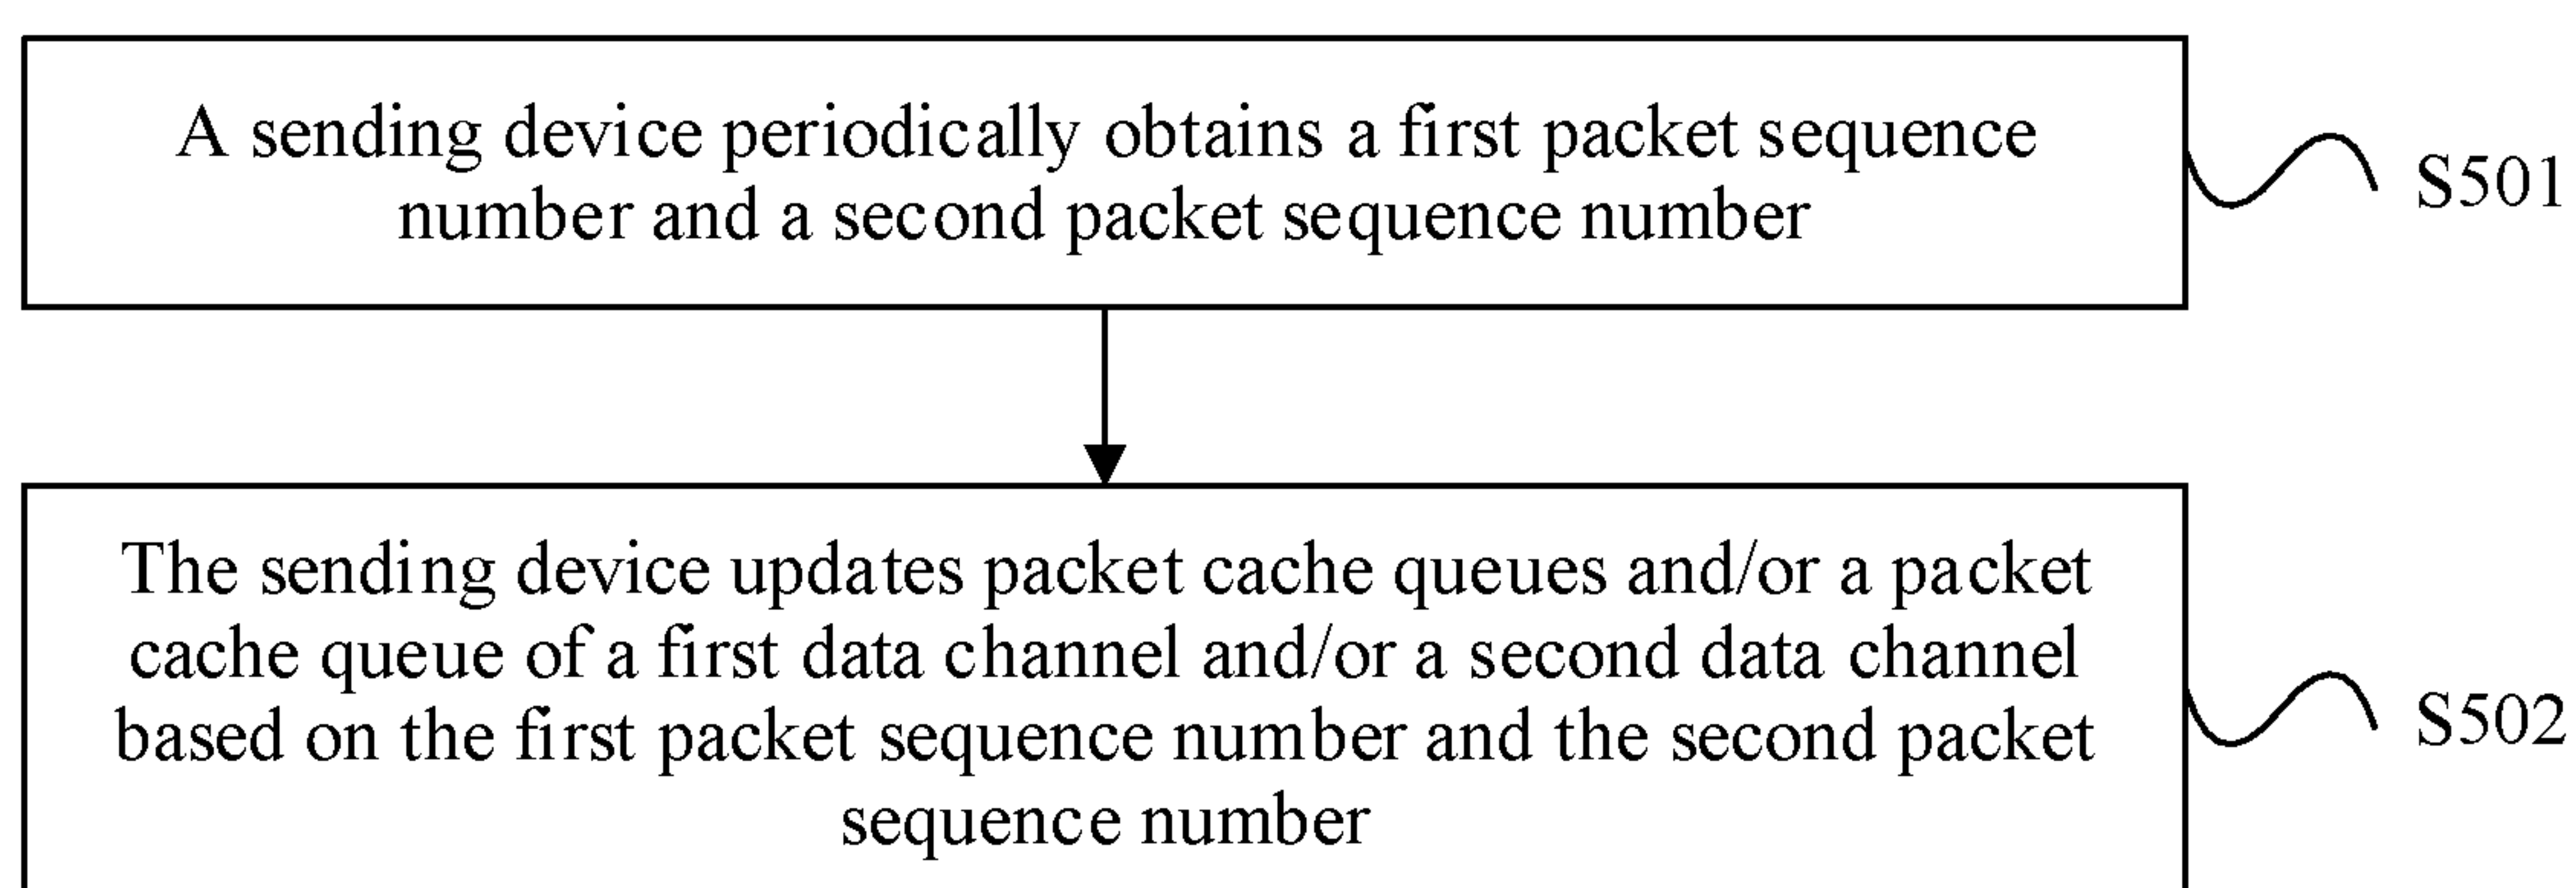 A sending device periodically obtains a first packet sequence
number and a second packet sequence number
S501
The sending device updates packet cache queues and/or a packet
cache queue of a first data channel and/or a second data channel
based on the first packet sequence number and the second packet
sequence number
S502